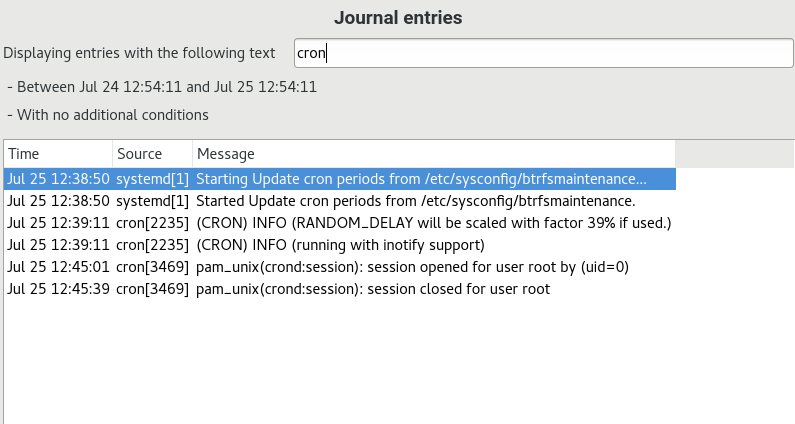 Journal entries
Displaying entries with the following text cron
- Between Jul 24 12:54:11 and Jul 25 12:54:11
- With no additional conditions
Time Source Message
Jul 25 12:38:50 systemd[1] Starting Update cron periods from /etc/sysconfig/btrfsmaintenance...
Jul 25 12:38:50 systemd[1] Started Update cron periods from /etc/sysconfig/btrfsmaintenance.
Jul 25 12:39:11 cron[2235] (CRON) INFO (RANDOM_DELAY will be scaled with factor 39% if used.)
Jul 25 12:39:11 cron[2235] (CRON) INFO (running with inotify support)
Jul 25 12:45:01 cron[3469] pam_unix(crond:session): session opened for user root by (uid=0)
Jul 25 12:45:39 cron[3469] pam_unix(crond:session): session closed for user root